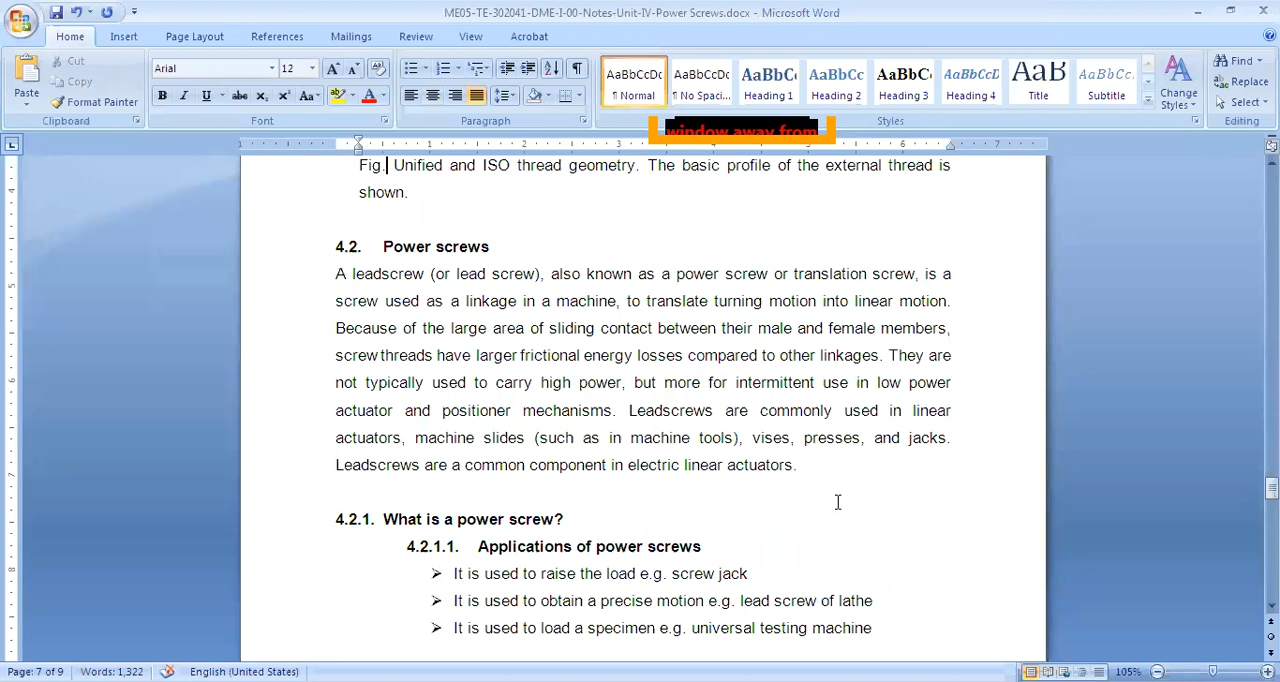 ME05-TE-302041-DME-I-00-Notes-Unit-IV-Power Screws.docx - Microsoft Word
Home Insert Page Layout References Mailings Review View Acrobat
Paste
Cut
Copy
Format Painter
Clipboard
Arial 12
Font
Paragraph
AaBbCcDc AaBbCcDc AaBbC AaBbCc AaBbCc AaBbCcD AaB AaBbCc.
¶ Normal ¶ No Spaci... Heading 1 Heading 2 Heading 3 Heading 4 Title Subtitle
Change
Styles
Styles
Find
Replace
Select
Editing
window away from
Fig. Unified and ISO thread geometry. The basic profile of the external thread is
shown.
4.2. Power screws
A leadscrew (or lead screw), also known as a power screw or translation screw, is a
screw used as a linkage in a machine, to translate turning motion into linear motion.
Because of the large area of sliding contact between their male and female members,
screw threads have larger frictional energy losses compared to other linkages. They are
not typically used to carry high power, but more for intermittent use in low power
actuator and positioner mechanisms. Leadscrews are commonly used in linear
actuators, machine slides (such as in machine tools), vises, presses, and jacks.
Leadscrews are a common component in electric linear actuators.
4.2.1. What is a power screw?
4.2.1.1. Applications of power screws
➢ It is used to raise the load e.g. screw jack
➢ It is used to obtain a precise motion e.g. lead screw of lathe
➢ It is used to load a specimen e.g. universal testing machine
Page: 7 of 9 Words: 1,322 English (United States) 105%